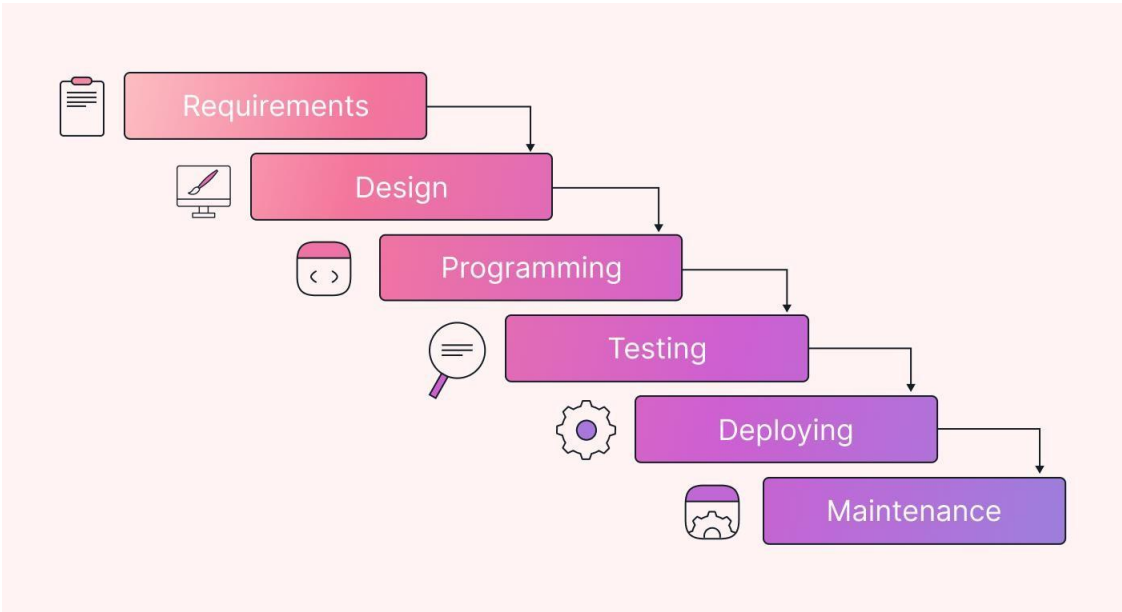 Requirements
Design
Programming
Testing
Deploying
Maintenance